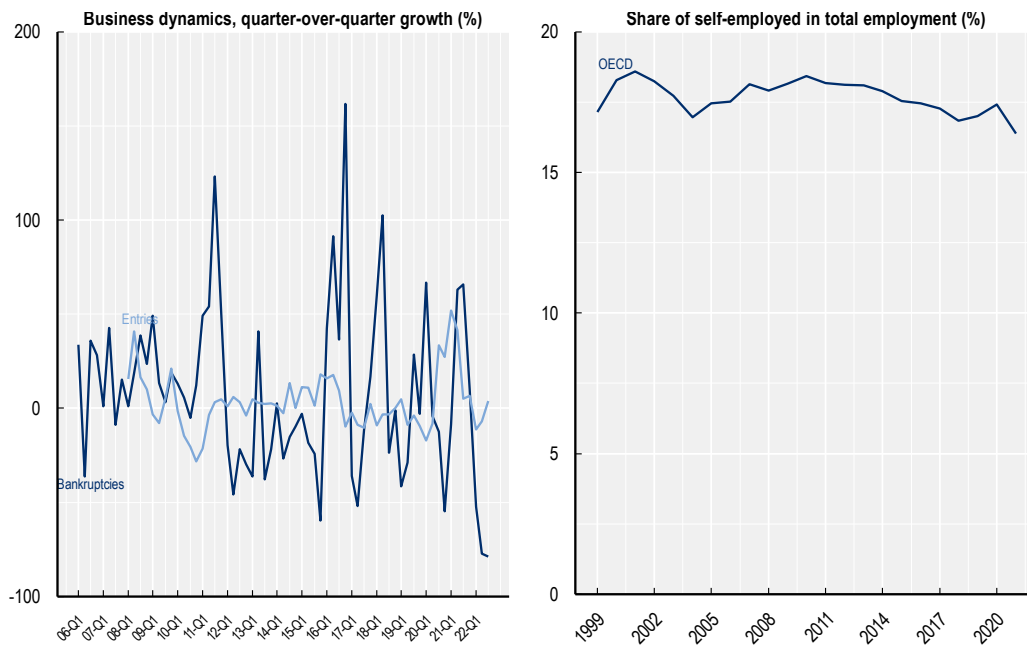 Business dynamics, quarter-over-quarter growth (%)
200
100
0
-100
Entries
Bankruptcies
06-Q1
07-Q1
08-Q1
09-Q1
10-Q1
11-Q1
12-Q1
13-Q1
14-Q1
15-Q1
16-Q1
17-Q1
18-Q1
19-Q1
20-Q1
21-Q1
22-Q1
Share of self-employed in total employment (%)
20
15
10
5
0
OECD
1999
2002
2005
2008
2011
2014
2017
2020